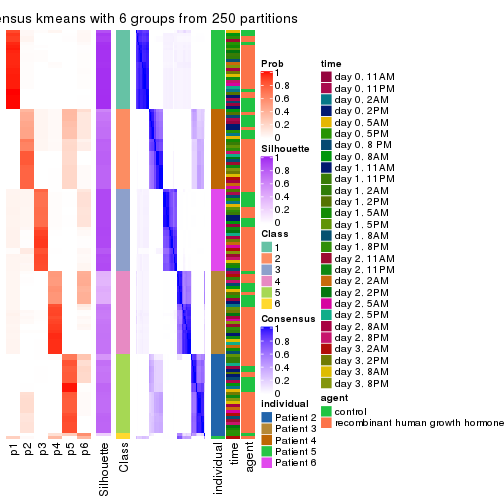 ensus kmeans with 6 groups from 250 partitions
Prob
1
0.8
0.6
0.4
0.2
0
Silhouette
1
0.8
0.6
0.4
0.2
0
Class
1
2
3
4
5
6
Consensus
1
0.8
0.6
0.4
0.2
0
individual
Patient 2
Patient 3
Patient 4
Patient 5
Patient 6
time
day 0. 11AM
day 0. 11PM
day 0. 2AM
day 0. 2PM
day 0. 5AM
day 0. 5PM
day 0. 8 PM
day 0. 8AM
day 1. 11AM
day 1. 11PM
day 1. 2AM
day 1. 2PM
day 1. 5AM
day 1. 5PM
day 1. 8AM
day 1. 8PM
day 2. 11AM
day 2. 11PM
day 2. 2AM
day 2. 2PM
day 2. 5AM
day 2. 5PM
day 2. 8AM
day 2. 8PM
day 3. 2AM
day 3. 2PM
day 3. 8AM
day 3. 8PM
agent
control
recombinant human growth hormone
p1
p2
p3
p4
p5
p6
Silhouette
Class
individual
time
agent